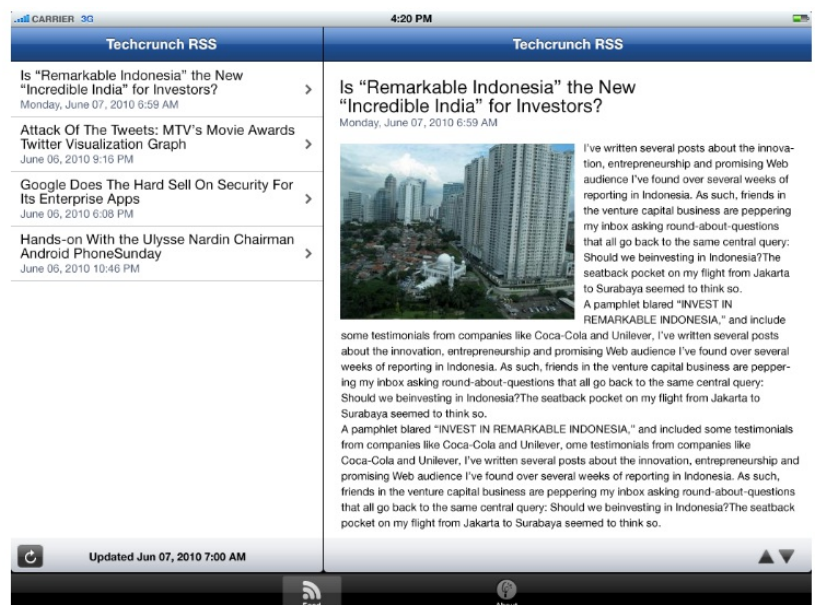 CARRIER 3G
4:20 PM
Techcrunch RSS
Techcrunch RSS
Is “Remarkable Indonesia” the New
“Incredible India” for Investors?
Monday, June 07, 2010 6:59 AM
Attack Of The Tweets: MTV’s Movie Awards
Twitter Visualization Graph
June 06, 2010 9:16 PM
Google Does The Hard Sell On Security For
Its Enterprise Apps
June 06, 2010 6:08 PM
Hands-on With the Ulysse Nardin Chairman
Android PhoneSunday
June 06, 2010 10:46 PM
Updated Jun 07, 2010 7:00 AM
Is “Remarkable Indonesia” the New
“Incredible India” for Investors?
Monday, June 07, 2010 6:59 AM
I’ve written several posts about the innova-
tion, entrepreneurship and promising Web
audience I’ve found over several weeks of
reporting in Indonesia. As such, friends in
the venture capital business are peppering
my inbox asking round-about-questions
that all go back to the same central query:
Should we beinvesting in Indonesia?The
seatback pocket on my flight from Jakarta
to Surabaya seemed to think so.
A pamphlet blared “INVEST IN
REMARKABLE INDONESIA,” and include
some testimonials from companies like Coca-Cola and Unilever, I’ve written several posts
about the innovation, entrepreneurship and promising Web audience I’ve found over several
weeks of reporting in Indonesia. As such, friends in the venture capital business are pepper-
ing my inbox asking round-about-questions that all go back to the same central query:
Should we beinvesting in Indonesia?The seatback pocket on my flight from Jakarta to
Surabaya seemed to think so.
A pamphlet blared “INVEST IN REMARKABLE INDONESIA,” and included some testimonials
from companies like Coca-Cola and Unilever, ome testimonials from companies like
Coca-Cola and Unilever, I’ve written several posts about the innovation, entrepreneurship and
promising Web audience I’ve found over several weeks of reporting in Indonesia. As such,
friends in the venture capital business are peppering my inbox asking round-about-questions
that all go back to the same central query: Should we beinvesting in Indonesia?The seatback
pocket on my flight from Jakarta to Surabaya seemed to think so.